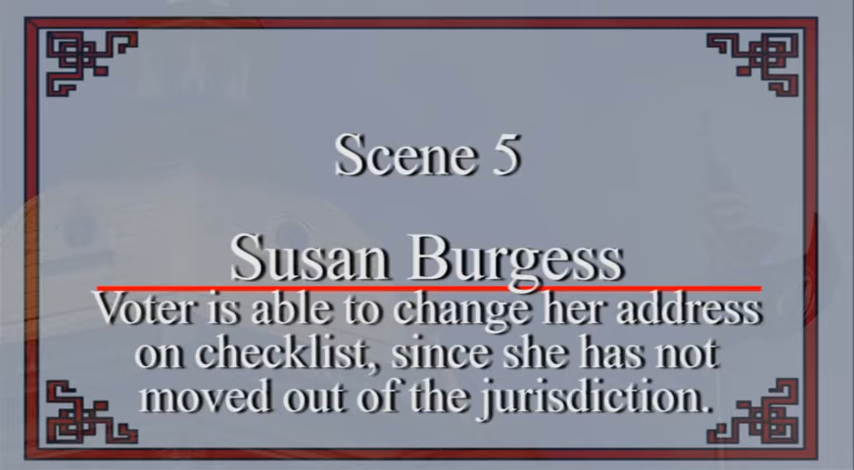 Scene 5
Susan Burgess
Voter is able to change her address
on checklist, since she has not
moved out of the jurisdiction.